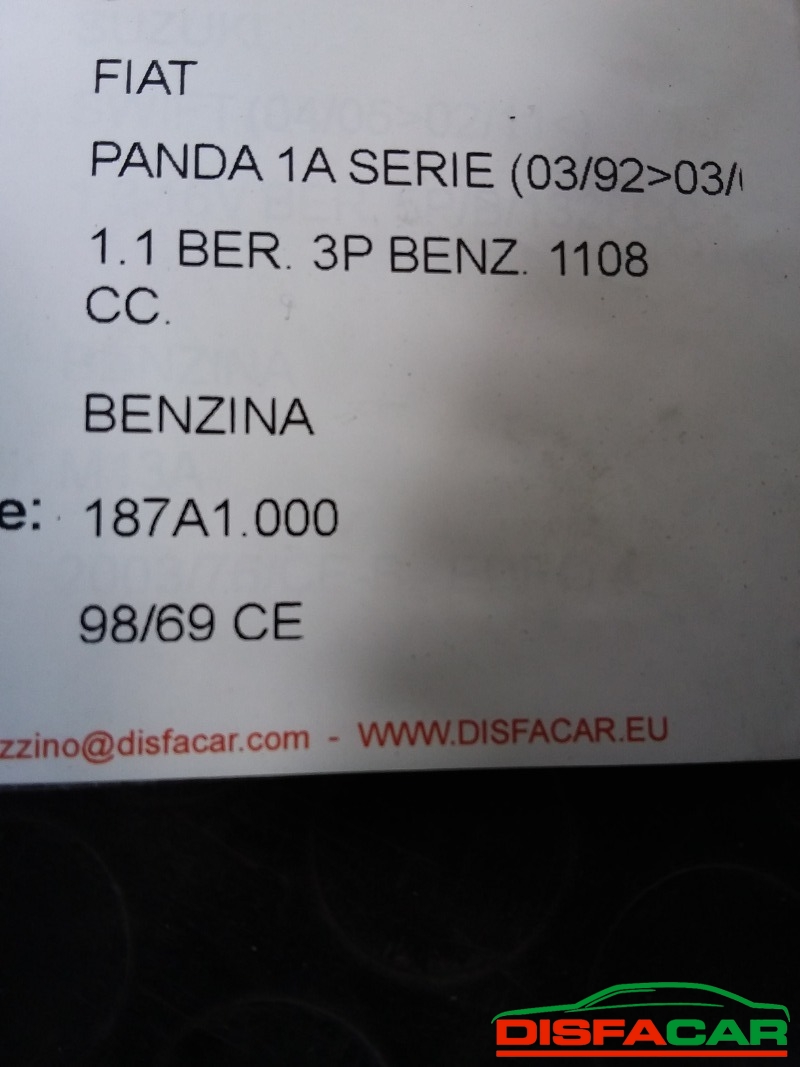 FIAT
PANDA 1A SERIE (03/92>03/
1.1 BER. 3P BENZ. 1108
CC.
BENZINA
e: 187A1.000
98/69 CE
zzino@disfacar.com - WWW.DISFACAR.EU
DISFACAR